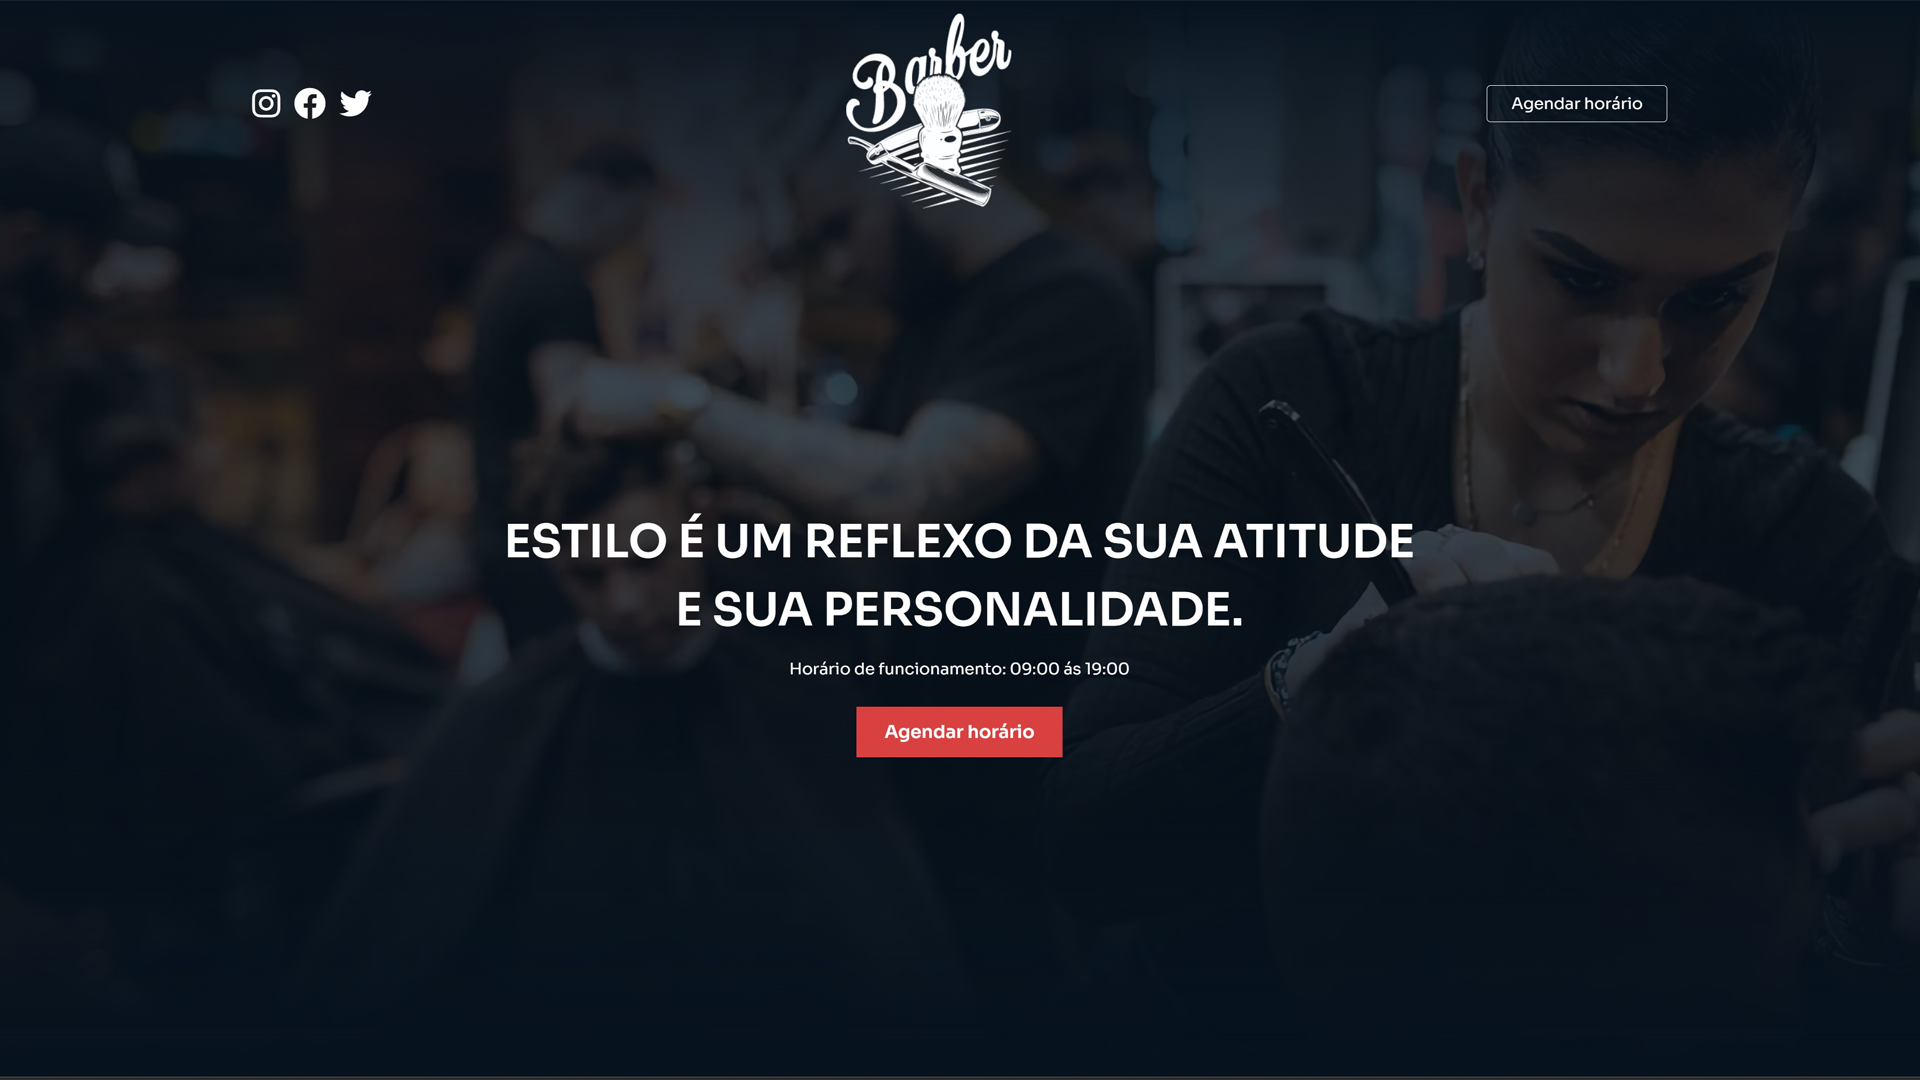 Barber
Agendar horário
ESTILO É UM REFLEXO DA SUA ATITUDE
E SUA PERSONALIDADE.
Horário de funcionamento: 09:00 ás 19:00
Agendar horário